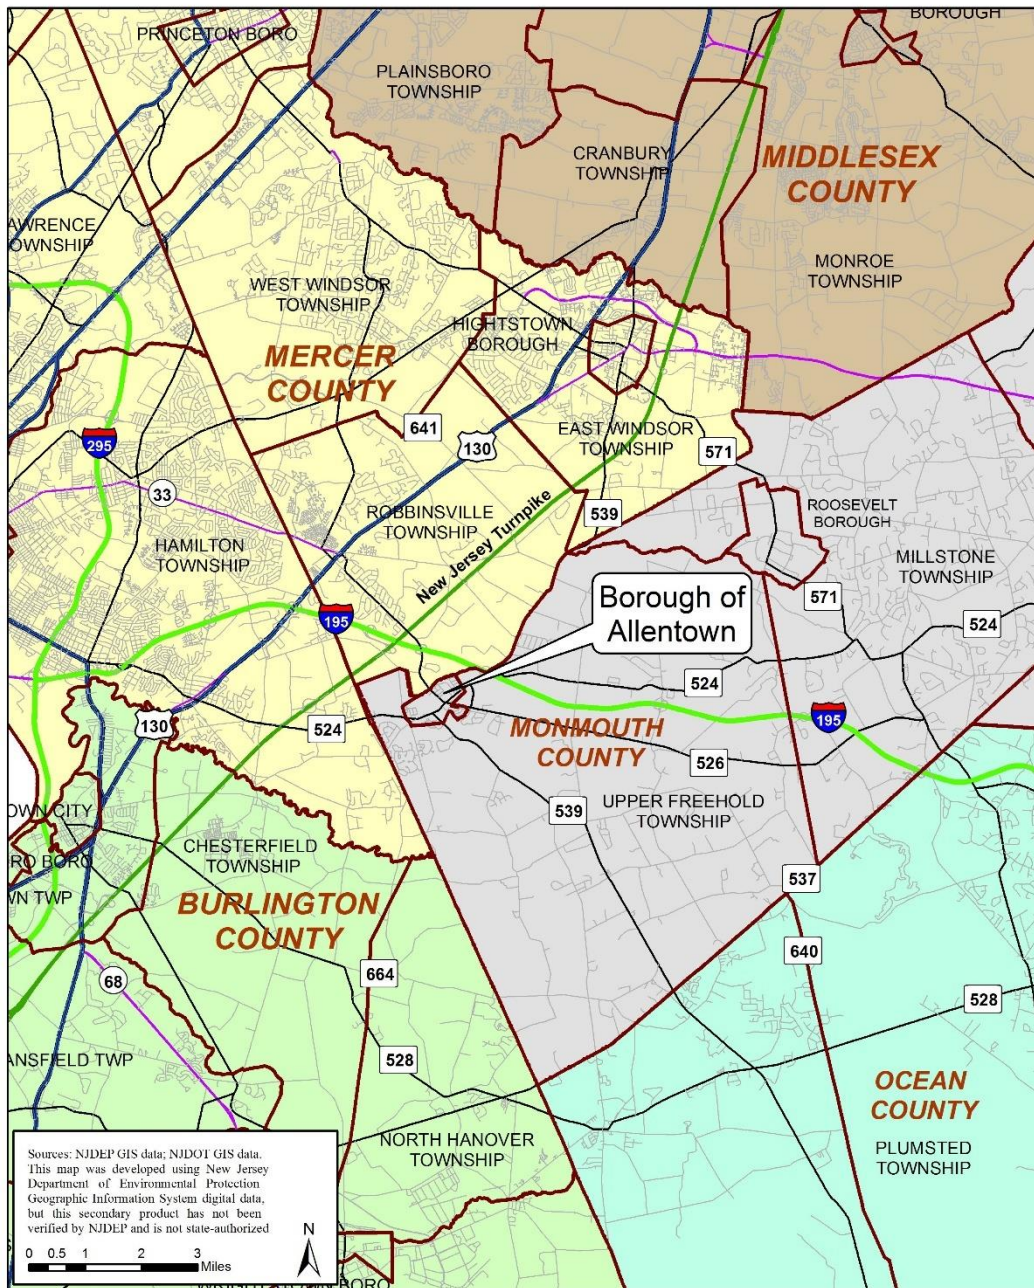 PRINCETON BORO
BOROUGH
PLAINSBORO
TOWNSHIP
CRANBURY
TOWNSHIP
MIDDLESEX
COUNTY
MONROE
TOWNSHIP
AWRENCE
OWNSHIP
WEST WINDSOR
TOWNSHIP
HIGHTSTOWN
BOROUGH
MERCER
COUNTY
641
130
EAST WINDSOR
TOWNSHIP
571
295
33
ROBBINSVILLE
TOWNSHIP
539
ROOSEVELT
BOROUGH
HAMILTON
TOWNSHIP
New Jersey Turnpike
MILLSTONE
TOWNSHIP
571
195
Borough of
Allentown
524
524
130
524
MONMOUTH
COUNTY
195
526
OWN CITY
539
UPPER FREEHOLD
TOWNSHIP
RO BORO
CHESTERFIELD
TOWNSHIP
WN TWP
537
BURLINGTON
COUNTY
640
664
68
528
ANSFIELD TWP
528
OCEAN
COUNTY
NORTH HANOVER
TOWNSHIP
PLUMSTED
TOWNSHIP
Sources: NJDEP GIS data; NJDOT GIS data.
This map was developed using New Jersey
Department of Environmental Protection
Geographic Information System digital data,
but this secondary product has not been
verified by NJDEP and is not state-authorized
N
0 0.5 1 2 3
Miles